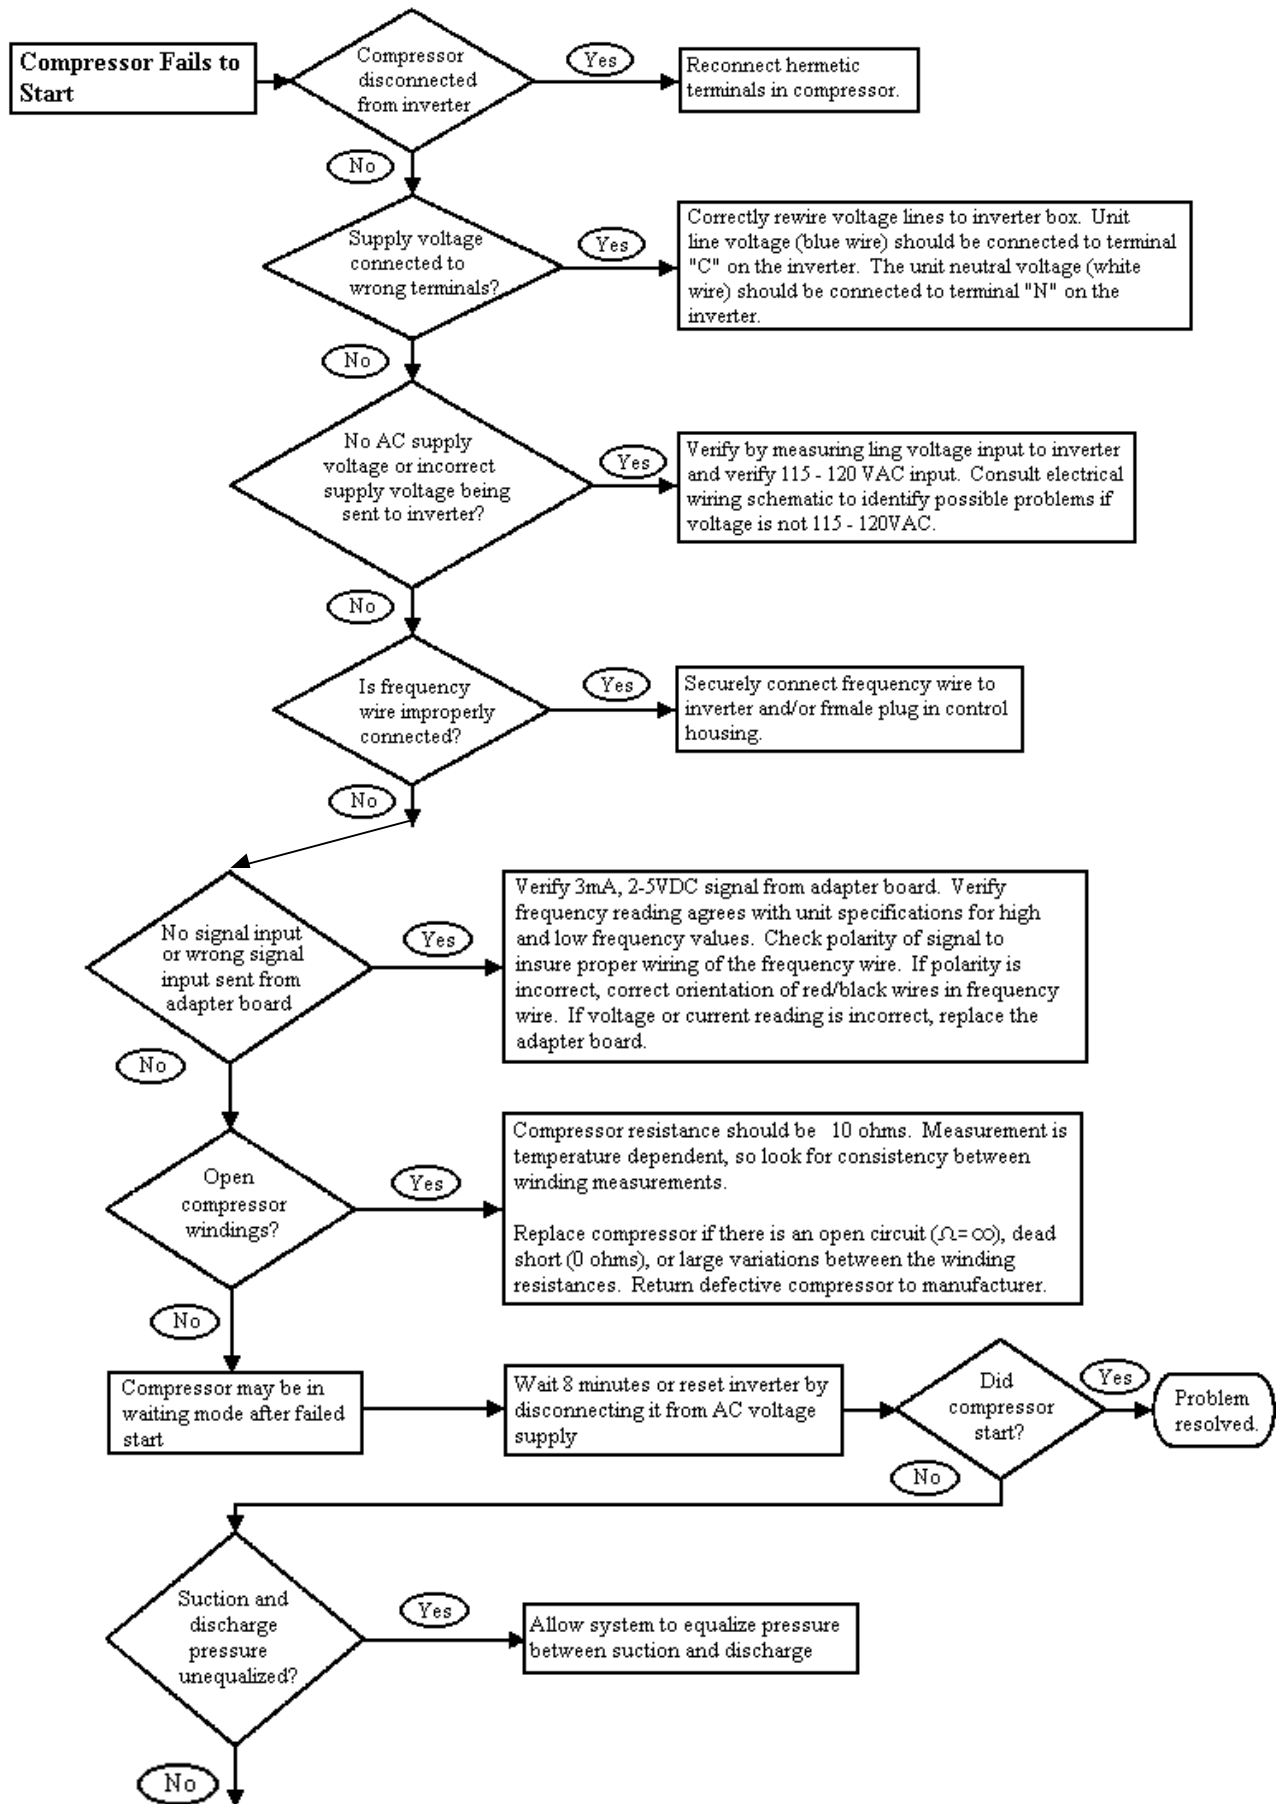 Compressor Fails to
Start
Compressor
disconnected
from inverter
Yes
Reconnect hermetic
terminals in compressor.
No
Supply voltage
connected to
wrong terminals?
Yes
Correctly rewire voltage lines to inverter box. Unit
line voltage (blue wire) should be connected to terminal
"C" on the inverter. The unit neutral voltage (white
wire) should be connected to terminal "N" on the
inverter.
No
No AC supply
voltage or incorrect
supply voltage being
sent to inverter?
Yes
Verify by measuring ling voltage input to inverter
and verify 115 - 120 VAC input. Consult electrical
wiring schematic to identify possible problems if
voltage is not 115 - 120VAC.
No
Is frequency
wire improperly
connected?
Yes
Securely connect frequency wire to
inverter and/or frmale plug in control
housing.
No
No signal input
or wrong signal
input sent from
adapter board
Yes
Verify 3mA, 2-5VDC signal from adapter board. Verify
frequency reading agrees with unit specifications for high
and low frequency values. Check polarity of signal to
insure proper wiring of the frequency wire. If polarity is
incorrect, correct orientation of red/black wires in frequency
wire. If voltage or current reading is incorrect, replace the
adapter board.
No
Open
compressor
windings?
Yes
Compressor resistance should be 10 ohms. Measurement is
temperature dependent, so look for consistency between
winding measurements.
Replace compressor if there is an open circuit (Ω=∞), dead
short (0 ohms), or large variations between the winding
resistances. Return defective compressor to manufacturer.
No
Compressor may be in
waiting mode after failed
start
Wait 8 minutes or reset inverter by
disconnecting it from AC voltage
supply
Did
compressor
start?
Yes
Problem
resolved.
No
Suction and
discharge
pressure
unequalized?
Yes
Allow system to equalize pressure
between suction and discharge
No